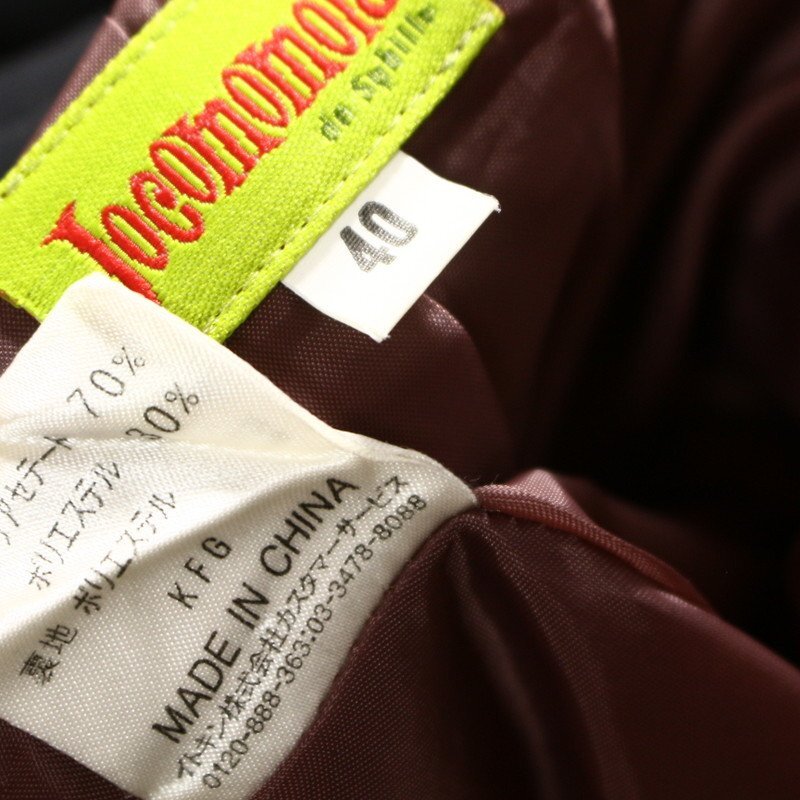 Jocomomola
de Sybilla
40
アセテート 70%
ポリエステル 30%
裏地 ポリエステル
KFG
MADE IN CHINA
イトキン株式会社カスタマーサービス
0120-888-363:03-3478-8088